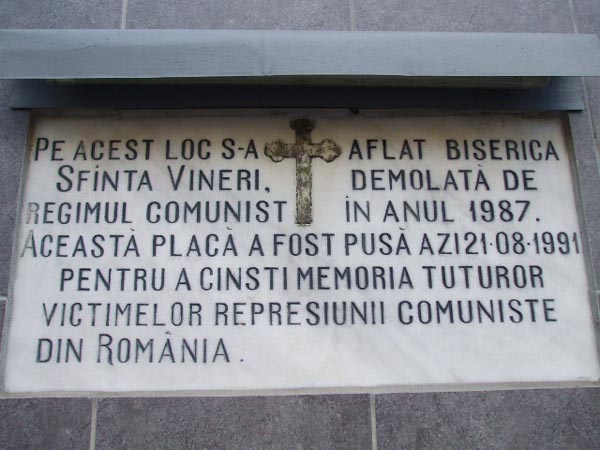 PE ACEST LOC S-A AFLAT BISERICA
SFÎNTA VINERI, DEMOLATĂ DE
REGIMUL COMUNIST ÎN ANUL 1987.
ACEASTĂ PLACĂ A FOST PUSĂ AZI 21·08·1991
PENTRU A CINSTI MEMORIA TUTUROR
VICTIMELOR REPRESIUNII COMUNISTE
DIN ROMÂNIA.